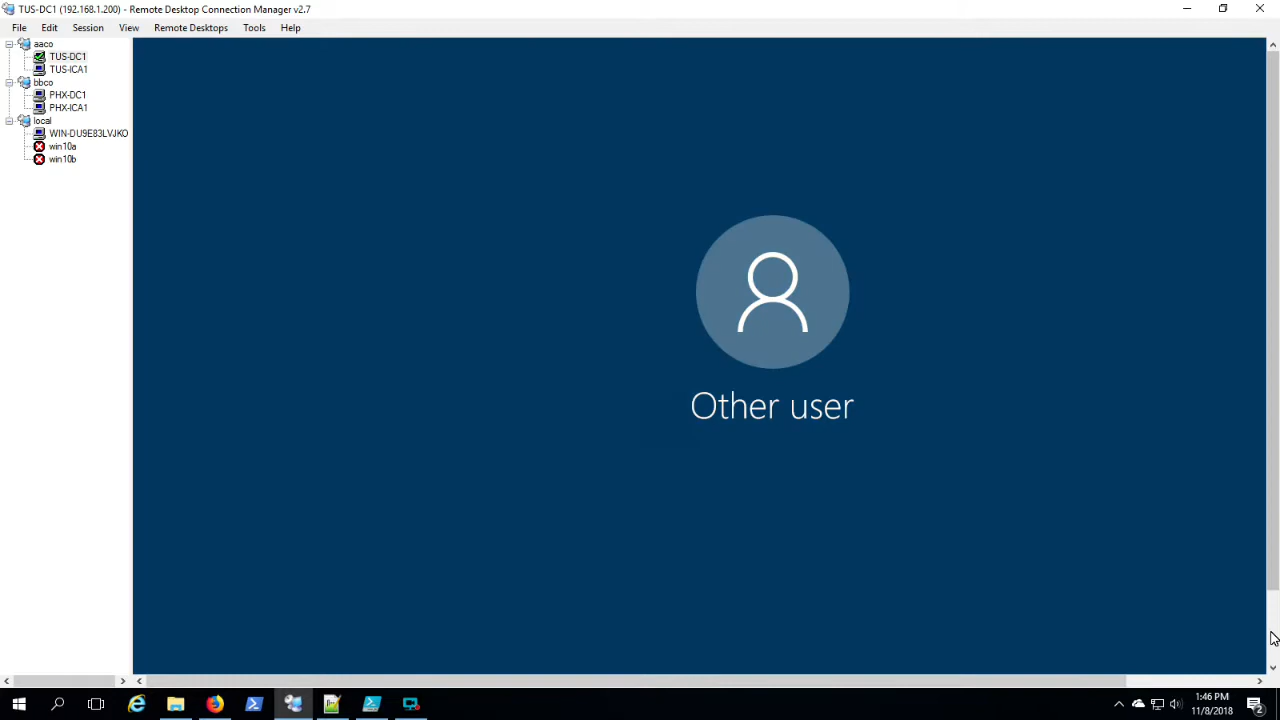 TUS-DC1 (192.168.1.200) - Remote Desktop Connection Manager v2.7
File Edit Session View Remote Desktops Tools Help
aaco
TUS-DC1
TUS-ICA1
bbco
PHX-DC1
PHX-ICA1
local
WIN-DU9E83LVJKO
win10a
win10b
Other user
1:46 PM
11/8/2018
2